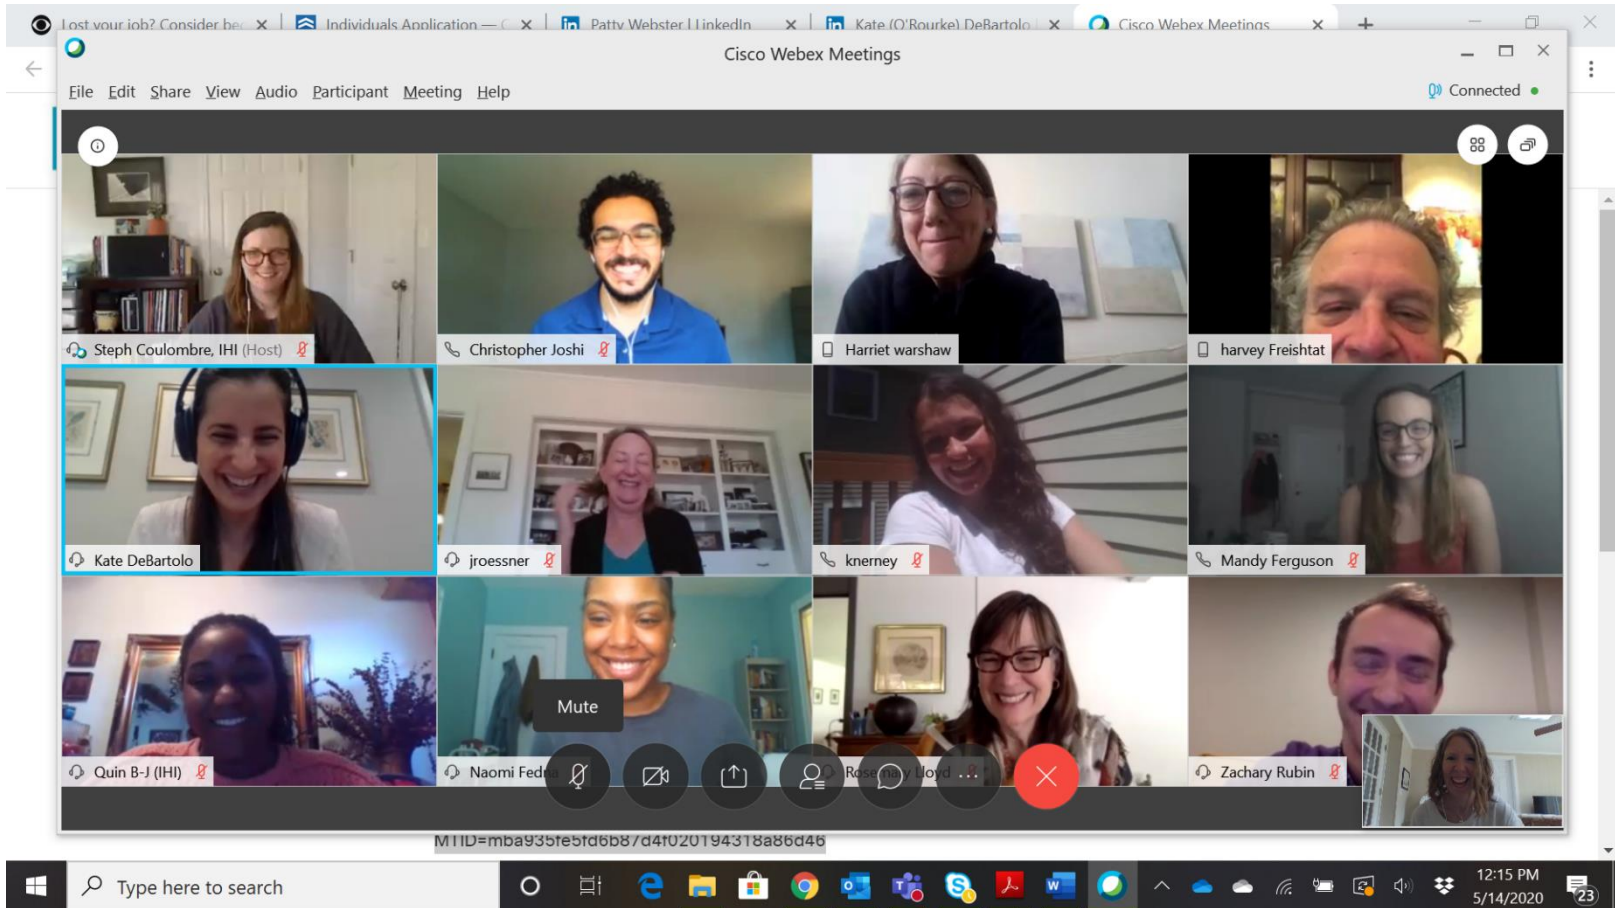 Lost your job? Consider be
Individuals Application — C
Patty Webster | LinkedIn
Kate (O'Rourke) DeBartolo
Cisco Webex Meetings
Cisco Webex Meetings
File Edit Share View Audio Participant Meeting Help
Connected
Steph Coulombre, IHI (Host)
Christopher Joshi
Harriet warshaw
harvey Freishtat
Kate DeBartolo
jroessner
knerney
Mandy Ferguson
Mute
Quin B-J (IHI)
Naomi Fedna
Rosemary Lloyd
Zachary Rubin
MTID=mba935fe5fd6b87d4f020194318a86d46
Type here to search
12:15 PM
5/14/2020
23